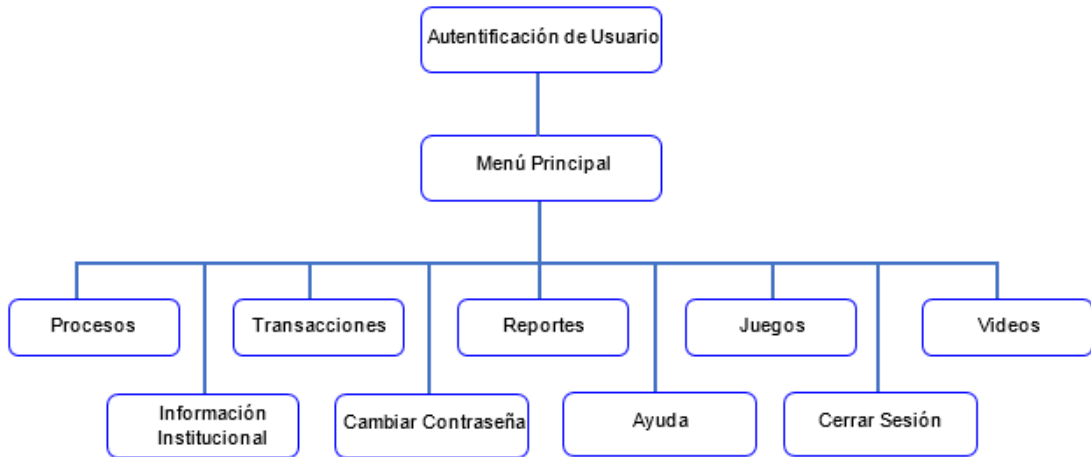 Autentificación de Usuario
Menú Principal
Procesos
Transacciones
Reportes
Juegos
Videos
Información
Institucional
Cambiar Contraseña
Ayuda
Cerrar Sesión